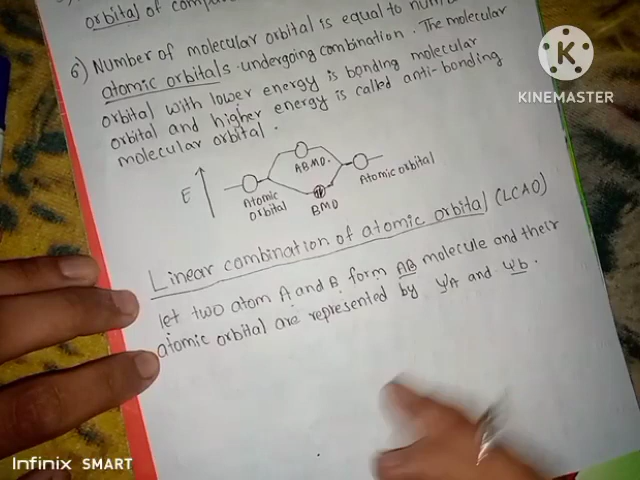 orbital of compa
6) Number of molecular orbital is equal to num
atomic orbitals undergoing combination. The molecular
orbital with lower energy is bonding molecular
orbital and higher energy is called anti-bonding
molecular orbital.
E
ABMO.
Atomic orbital
Atomic orbital
BMO
Linear combination of atomic orbital (LCAO)
let two atom A and B form AB molecule and their
atomic orbital are represented by ΨA and Ψb.
KINEMASTER
Infinix SMART